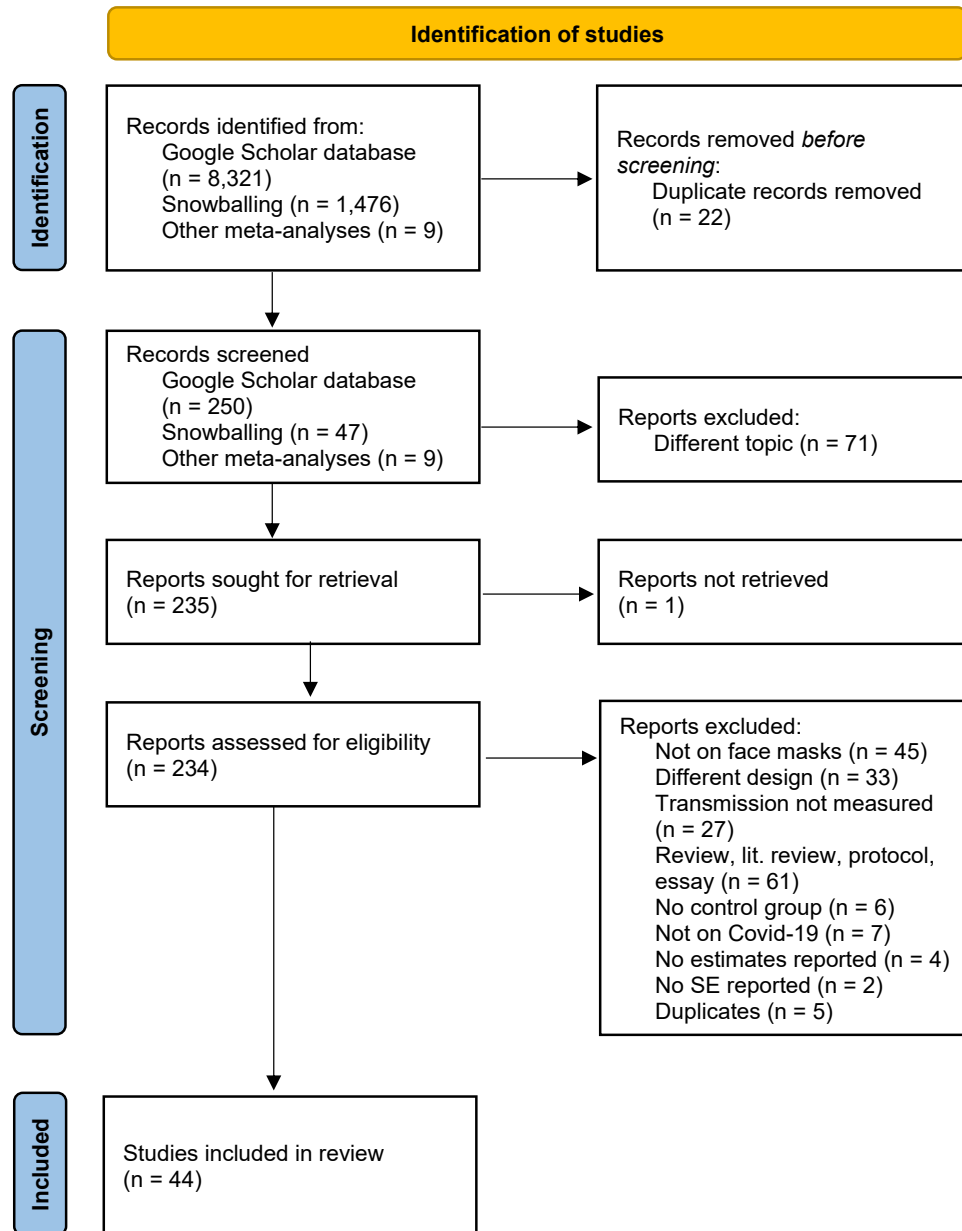 Identification of studies
Identification
Records identified from:
Google Scholar database
(n = 8,321)
Snowballing (n = 1,476)
Other meta-analyses (n = 9)
Records removed before
screening:
Duplicate records removed
(n = 22)
Screening
Records screened
Google Scholar database
(n = 250)
Snowballing (n = 47)
Other meta-analyses (n = 9)
Reports excluded:
Different topic (n = 71)
Reports sought for retrieval
(n = 235)
Reports not retrieved
(n = 1)
Reports assessed for eligibility
(n = 234)
Reports excluded:
Not on face masks (n = 45)
Different design (n = 33)
Transmission not measured
(n = 27)
Review, lit. review, protocol,
essay (n = 61)
No control group (n = 6)
Not on Covid-19 (n = 7)
No estimates reported (n = 4)
No SE reported (n = 2)
Duplicates (n = 5)
Included
Studies included in review
(n = 44)